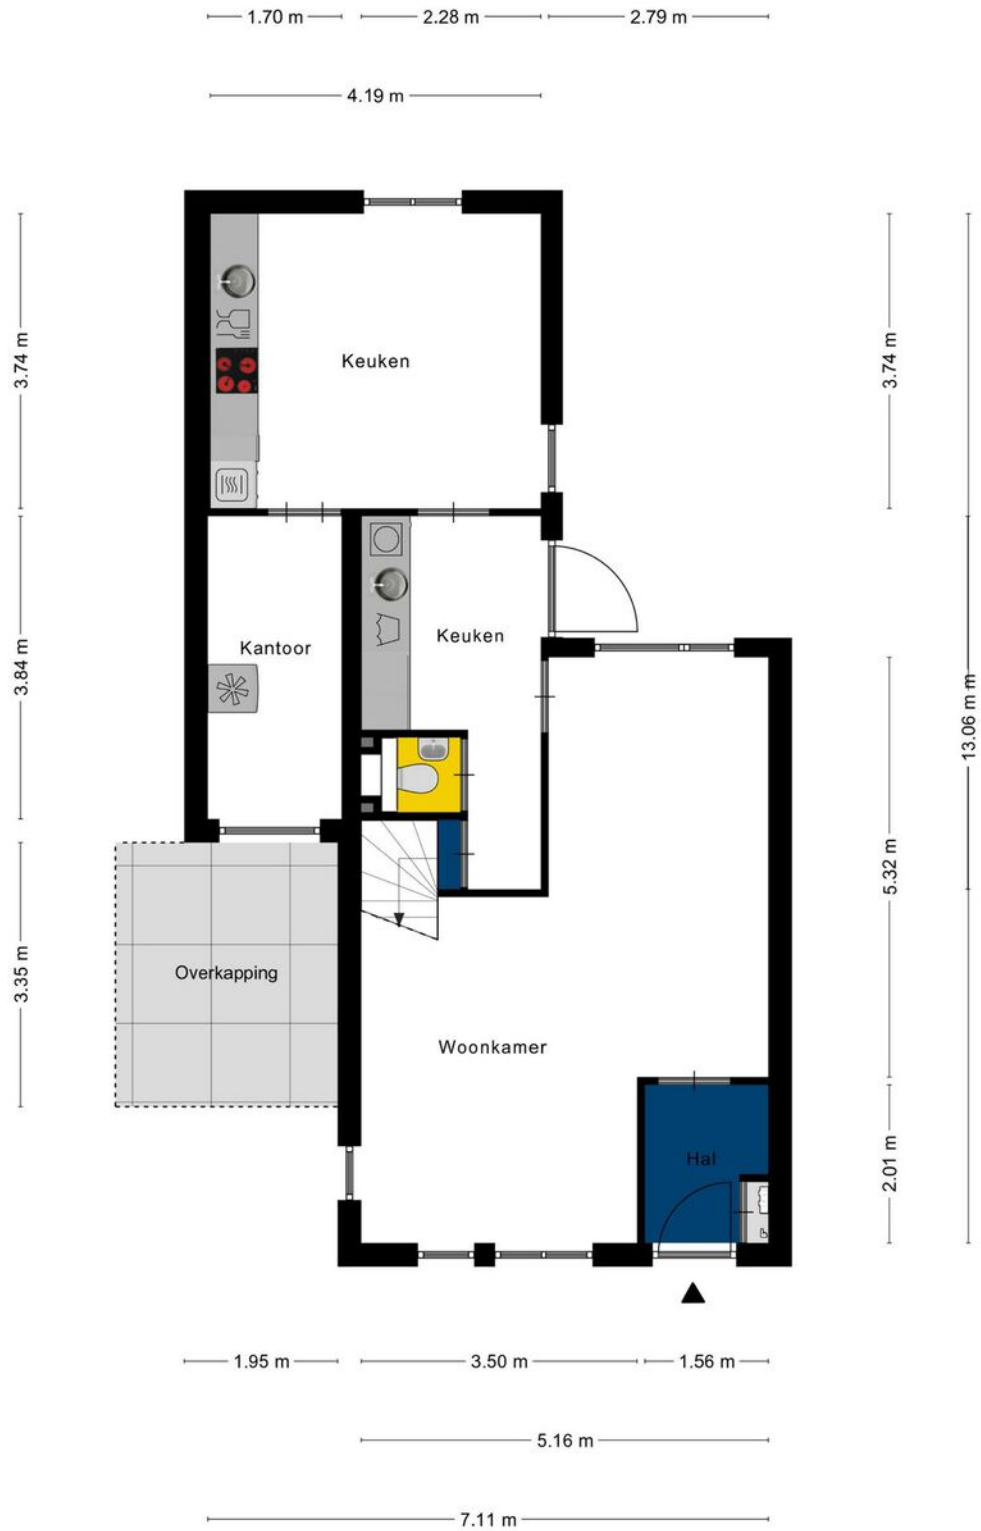 1.70 m
2.28 m
2.79 m
4.19 m
3.74 m
3.74 m
Keuken
Kantoor
Keuken
3.84 m
13.06 m m
5.32 m
Overkapping
3.35 m
Woonkamer
Hal
2.01 m
1.95 m
3.50 m
1.56 m
5.16 m
7.11 m